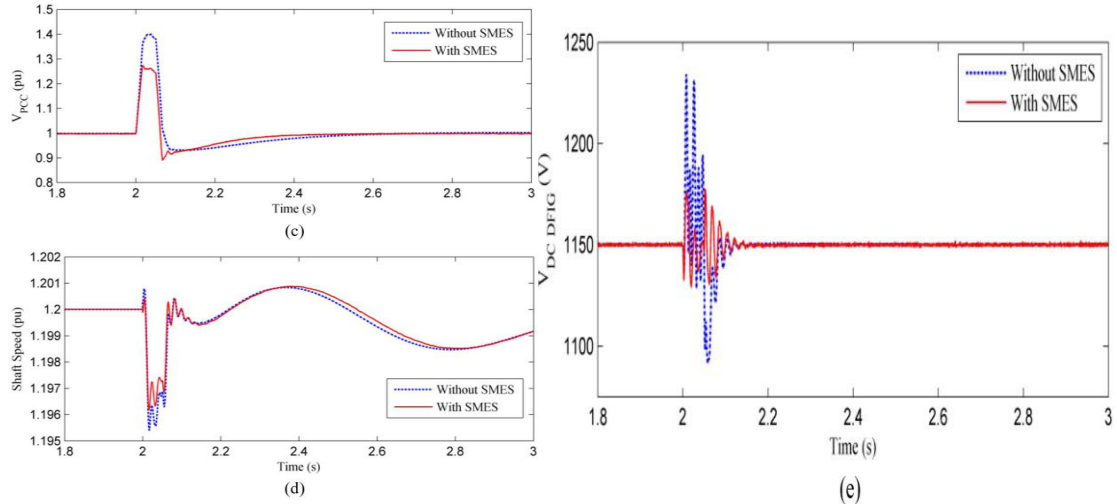 1.5
1.4
1.3
1.2
1.1
1
0.9
0.8
V_PCC (pu)
Without SMES
With SMES
1.8 2 2.2 2.4 2.6 2.8 3
Time (s)
(c)
1.202
1.201
1.2
1.199
1.198
1.197
1.196
1.195
Shaft Speed (pu)
Without SMES
With SMES
1.8 2 2.2 2.4 2.6 2.8 3
Time (s)
(d)
1250
1200
1150
1100
V_DC_DFIG (V)
Without SMES
With SMES
1.8 2 2.2 2.4 2.6 2.8 3
Time (s)
(e)